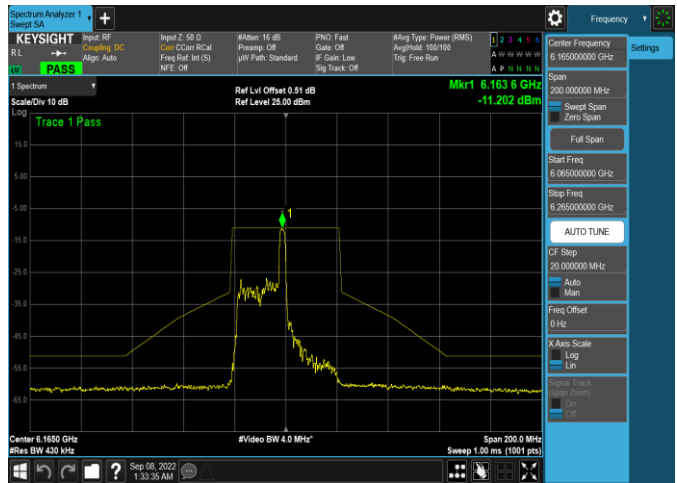 Spectrum Analyzer 1
Swept SA
Frequency
KEYSIGHT
RL
PASS
Input: RF
Coupling: DC
Align: Auto
Input Z: 50 Ω
Corr CCorr RCal
Freq Ref: Int (S)
NFE: Off
#Atten: 16 dB
Preamp: Off
µW Path: Standard
PNO: Fast
Gate: Off
IF Gain: Low
Sig Track: Off
#Avg Type: Power (RMS)
Avg|Hold: 100/100
Trig: Free Run
1 2 3 4 5 6
A W W W W W
A P N N N N
1 Spectrum
Scale/Div 10 dB
Log
Ref Lvl Offset 0.51 dB
Ref Level 25.00 dBm
Mkr1 6.163 6 GHz
-11.202 dBm
Trace 1 Pass
15.0
5.00
-5.00
1
-15.0
-25.0
-35.0
-45.0
-55.0
-65.0
Center 6.1650 GHz
#Res BW 430 kHz
#Video BW 4.0 MHz*
Span 200.0 MHz
Sweep 1.00 ms (1001 pts)
Sep 08, 2022
1:33:35 AM
Center Frequency
6.165000000 GHz
Settings
Span
200.000000 MHz
Swept Span
Zero Span
Full Span
Start Freq
6.065000000 GHz
Stop Freq
6.265000000 GHz
AUTO TUNE
CF Step
20.000000 MHz
Auto
Man
Freq Offset
0 Hz
X Axis Scale
Log
Lin
Signal Track
(Span Zoom)
On
Off